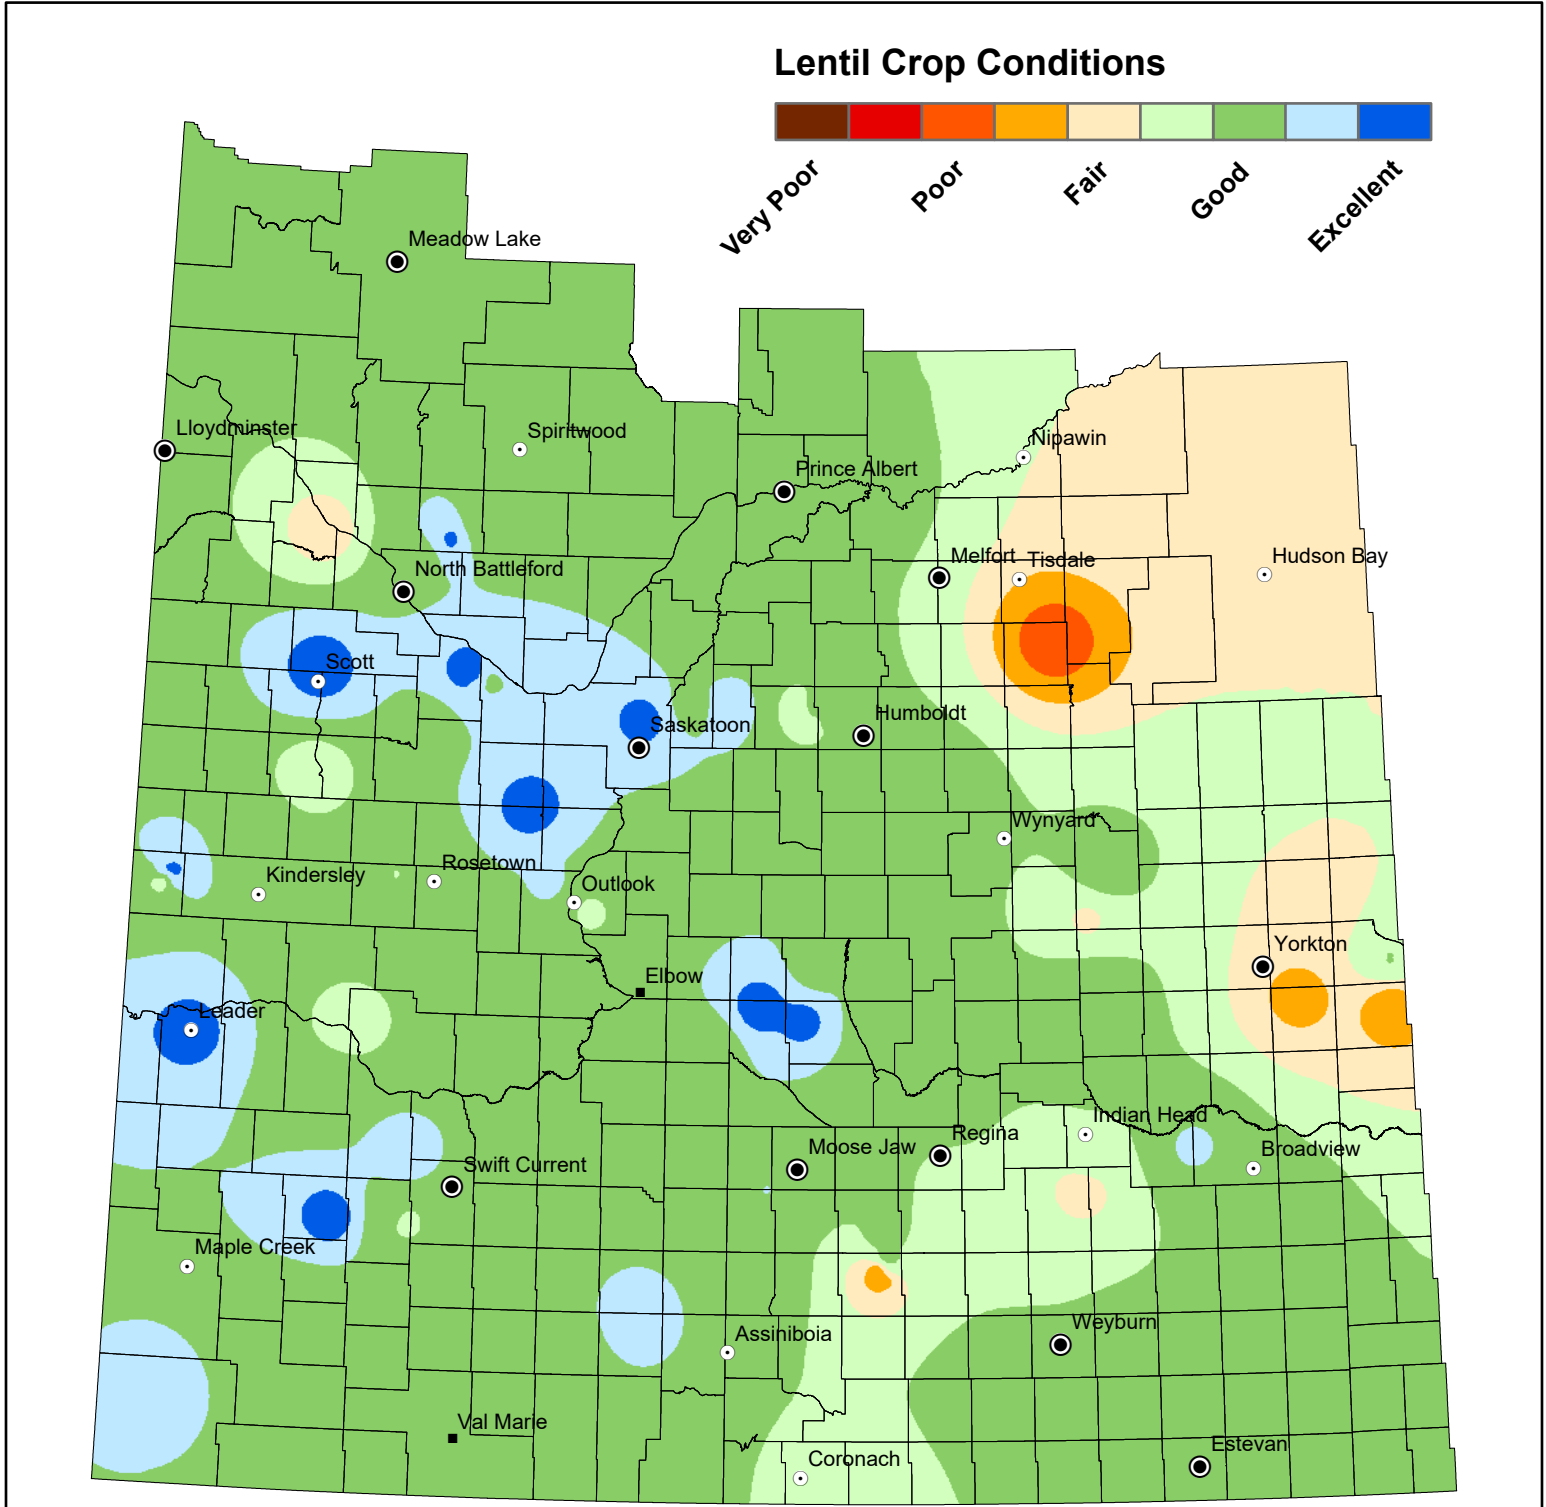 Lentil Crop Conditions
Very Poor
Poor
Fair
Good
Excellent
Meadow Lake
Lloydminster
Spiritwood
Nipawin
Prince Albert
Melfort
Tisdale
Hudson Bay
North Battleford
Scott
Saskatoon
Humboldt
Wynyard
Rosetown
Kindersley
Outlook
Yorkton
Elbow
Leader
Indian Head
Regina
Moose Jaw
Broadview
Swift Current
Maple Creek
Weyburn
Assiniboia
Val Marie
Estevan
Coronach